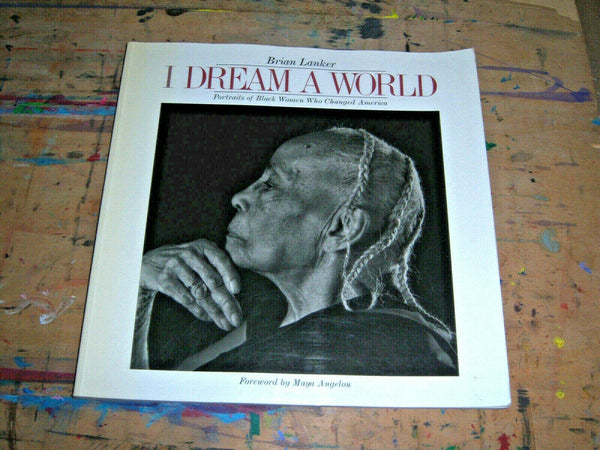 Brian Lanker
I DREAM A WORLD
Portraits of Black Women Who Changed America
Foreword by Maya Angelou